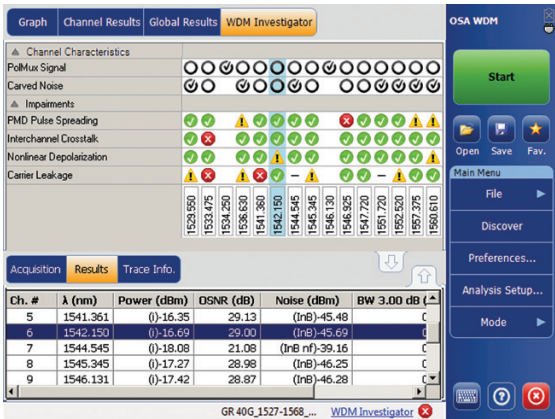 Graph Channel Results Global Results WDM Investigator
Channel Characteristics
PolMux Signal
Carved Noise
Impairments
PMD Pulse Spreading
Interchannel Crosstalk
Nonlinear Depolarization
Carrier Leakage
1529.550 1533.475 1534.250 1536.630 1541.360 1542.150 1544.545 1545.345 1546.130 1546.925 1547.720 1551.720 1552.520 1557.375 1560.610
Acquisition Results Trace Info.
Ch. # λ (nm) Power (dBm) OSNR (dB) Noise (dBm) BW 3.00 dB (
5 1541.361 (i)-16.35 29.13 (InB)-45.48
6 1542.150 (i)-16.69 29.00 (InB)-45.69
7 1544.545 (i)-18.08 21.08 (InB nf)-39.16
8 1545.345 (i)-17.27 28.98 (InB)-46.25
9 1546.131 (i)-17.42 28.87 (InB)-46.28
GR 40G_1527-1568_... WDM Investigator
OSA WDM
Start
Open Save Fav.
Main Menu
File
Discover
Preferences...
Analysis Setup...
Mode